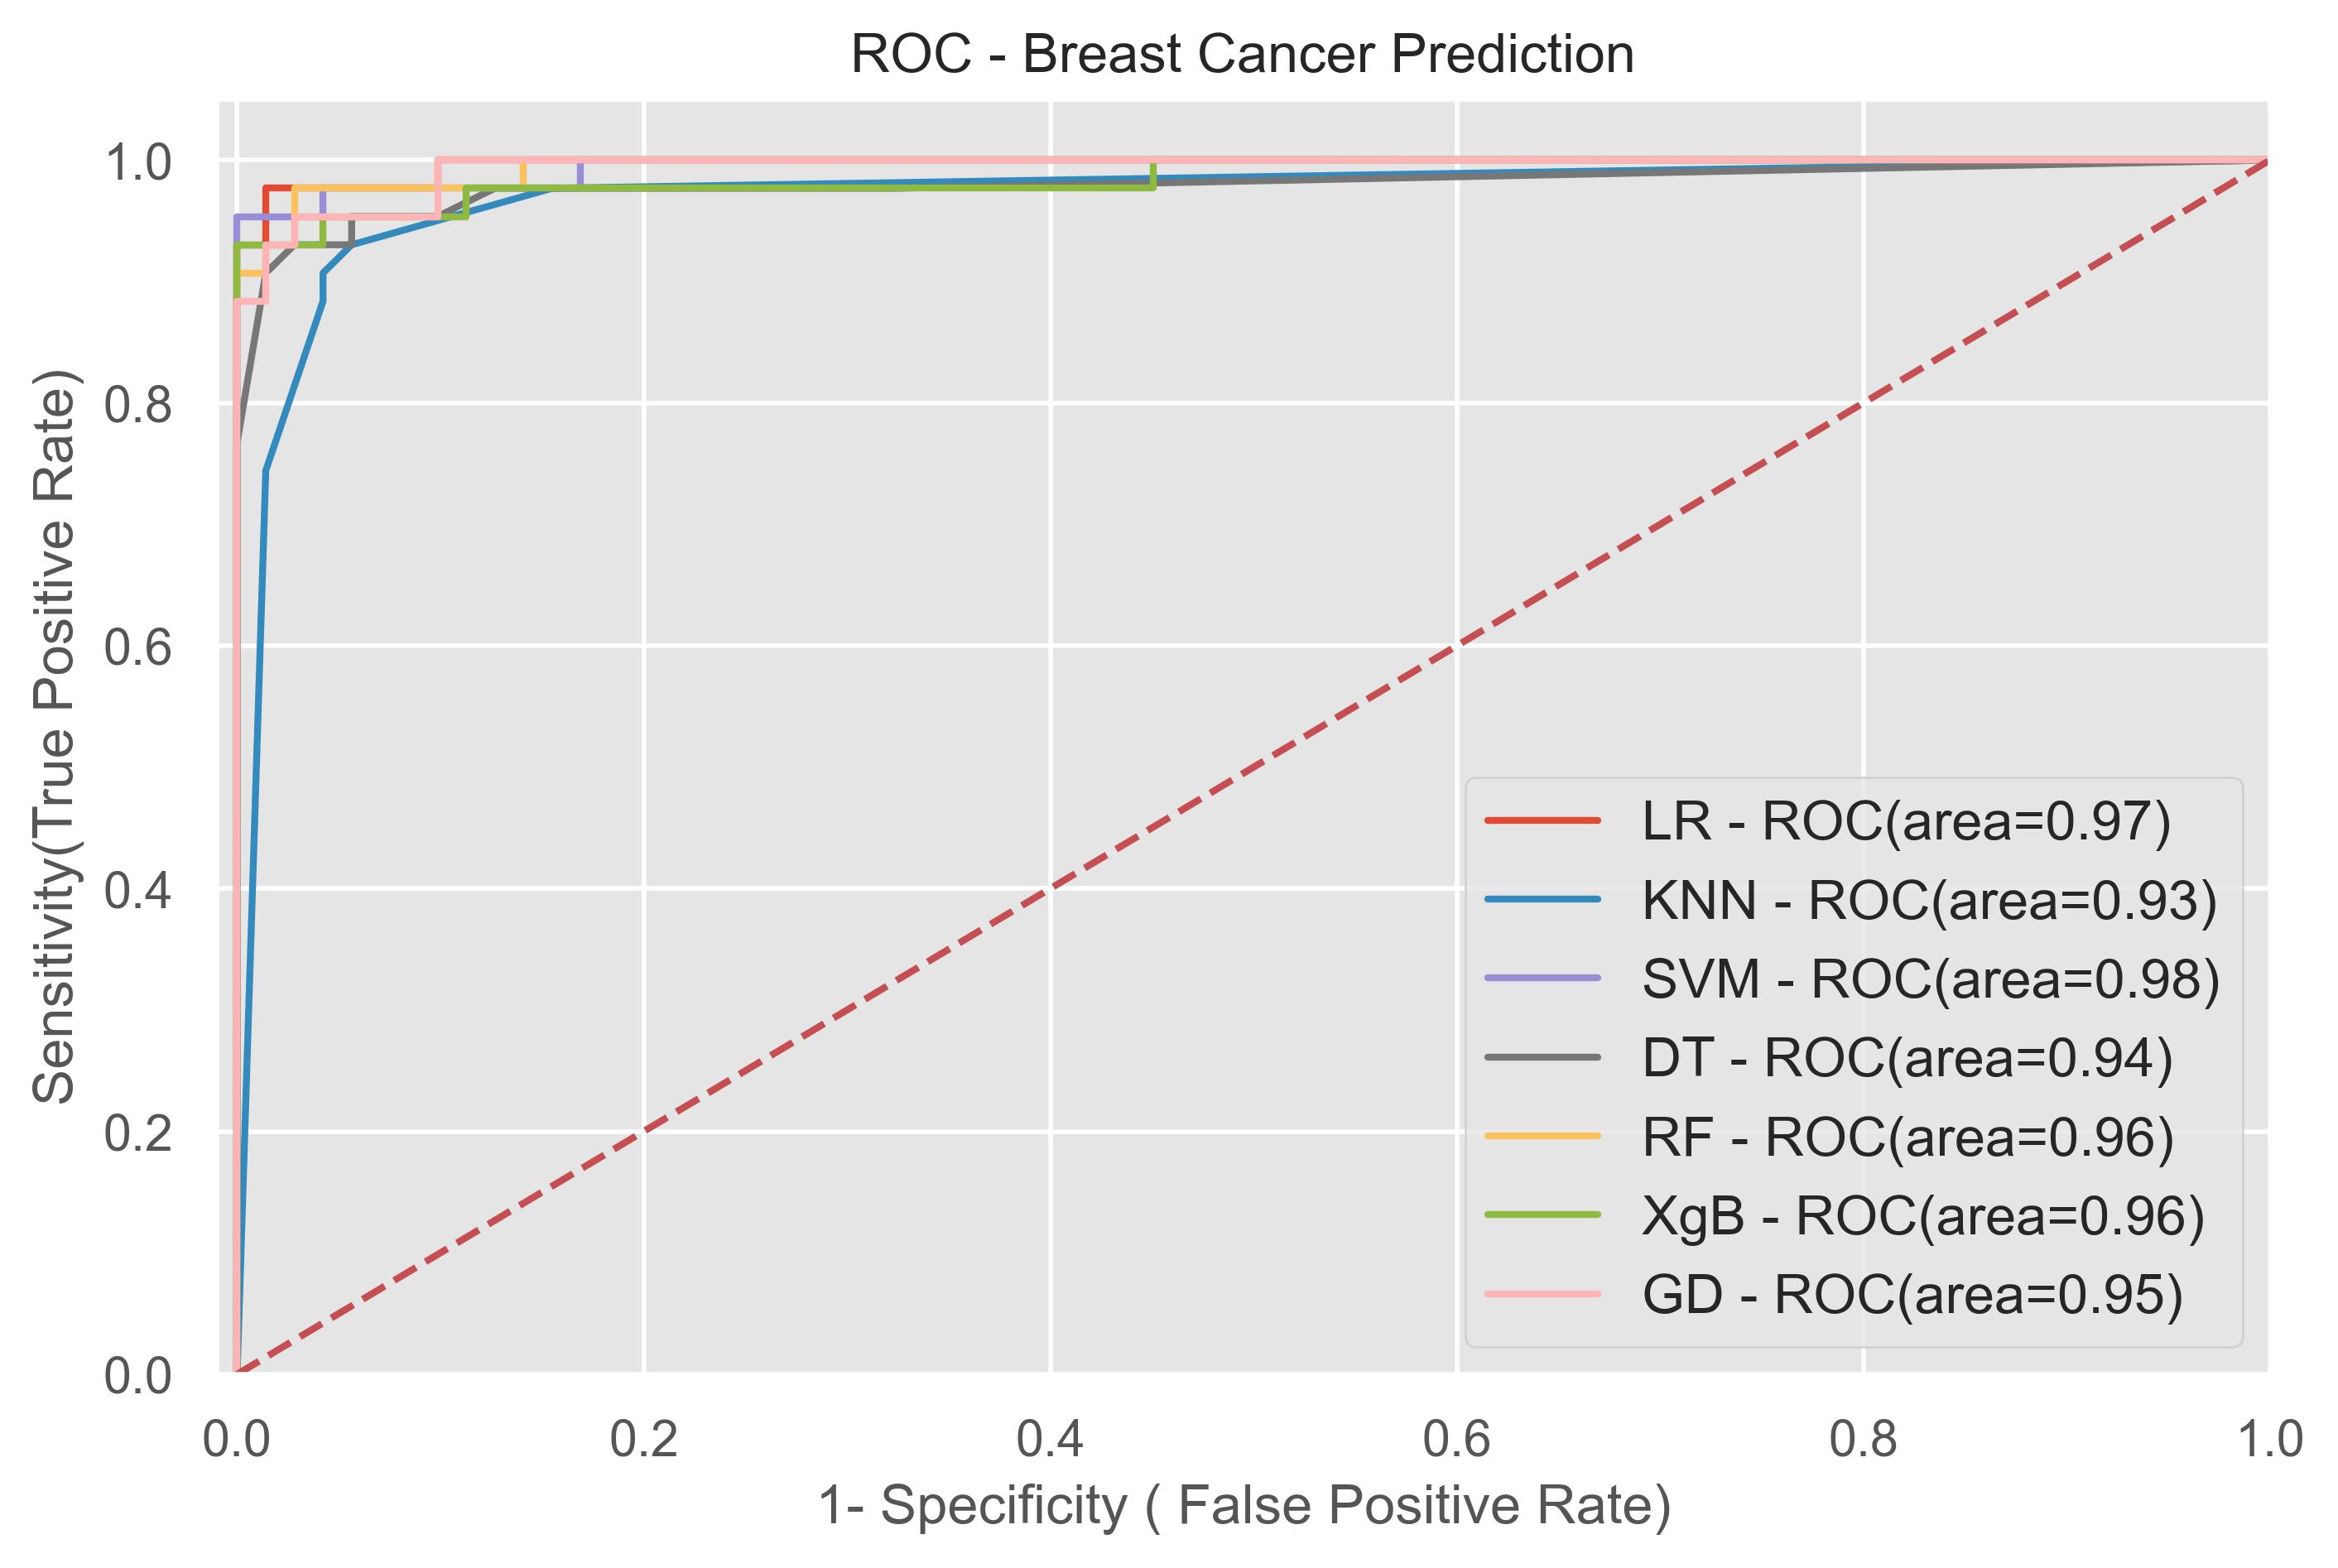 ROC - Breast Cancer Prediction
Sensitivity(True Positive Rate)
1.0
0.8
0.6
0.4
0.2
0.0
LR - ROC(area=0.97)
KNN - ROC(area=0.93)
SVM - ROC(area=0.98)
DT - ROC(area=0.94)
RF - ROC(area=0.96)
XgB - ROC(area=0.96)
GD - ROC(area=0.95)
0.0 0.2 0.4 0.6 0.8 1.0
1- Specificity ( False Positive Rate)